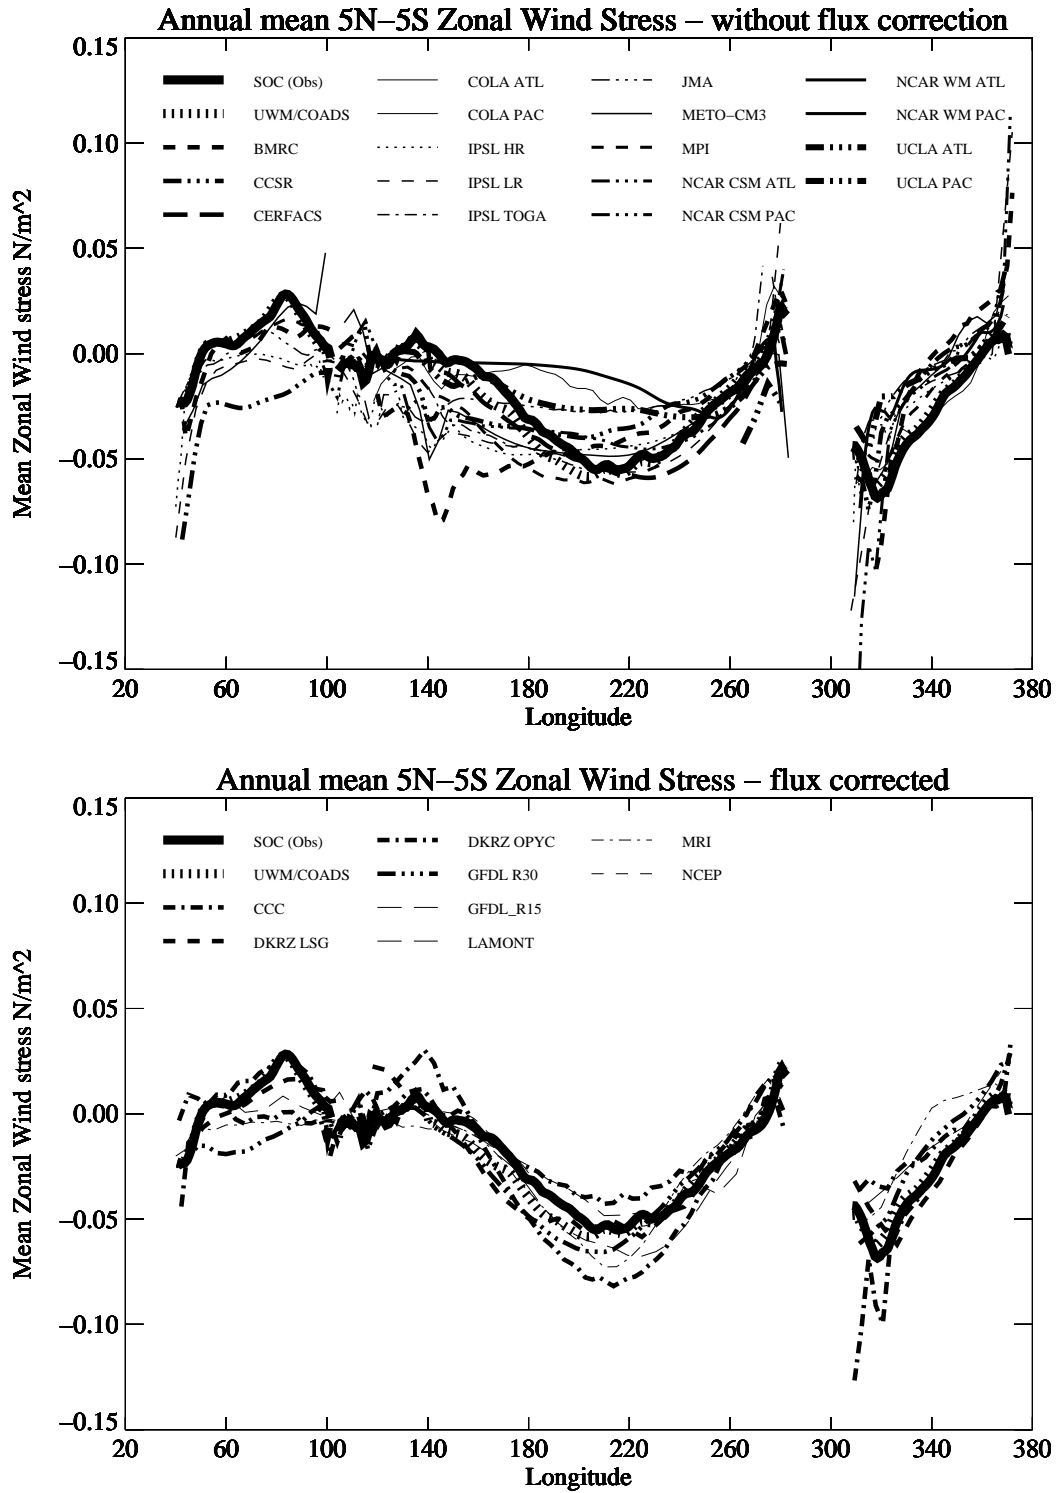 Annual mean 5N−5S Zonal Wind Stress − without flux correction
0.15
SOC (Obs) COLA ATL JMA NCAR WM ATL
UWM/COADS COLA PAC METO−CM3 NCAR WM PAC
0.10
BMRC IPSL HR MPI UCLA ATL
CCSR IPSL LR NCAR CSM ATL UCLA PAC
CERFACS IPSL TOGA NCAR CSM PAC
0.05
0.00
−0.05
−0.10
−0.15
Mean Zonal Wind stress N/m^2
20 60 100 140 180 220 260 300 340 380
Longitude
Annual mean 5N−5S Zonal Wind Stress − flux corrected
0.15
SOC (Obs) DKRZ OPYC MRI
UWM/COADS GFDL R30 NCEP
0.10
CCC GFDL_R15
DKRZ LSG LAMONT
0.05
0.00
−0.05
−0.10
−0.15
Mean Zonal Wind stress N/m^2
20 60 100 140 180 220 260 300 340 380
Longitude